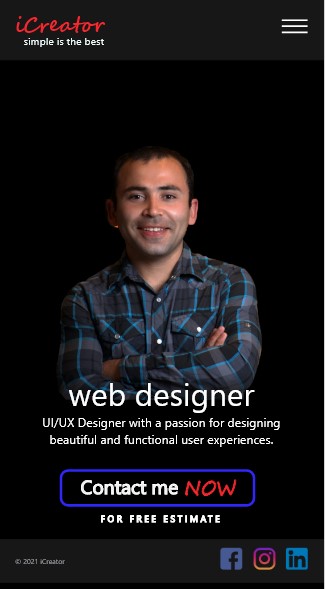 iCreator
simple is the best
web designer
UI/UX Designer with a passion for designing
beautiful and functional user experiences.
Contact me NOW
FOR FREE ESTIMATE
© 2021 iCreator
f
in